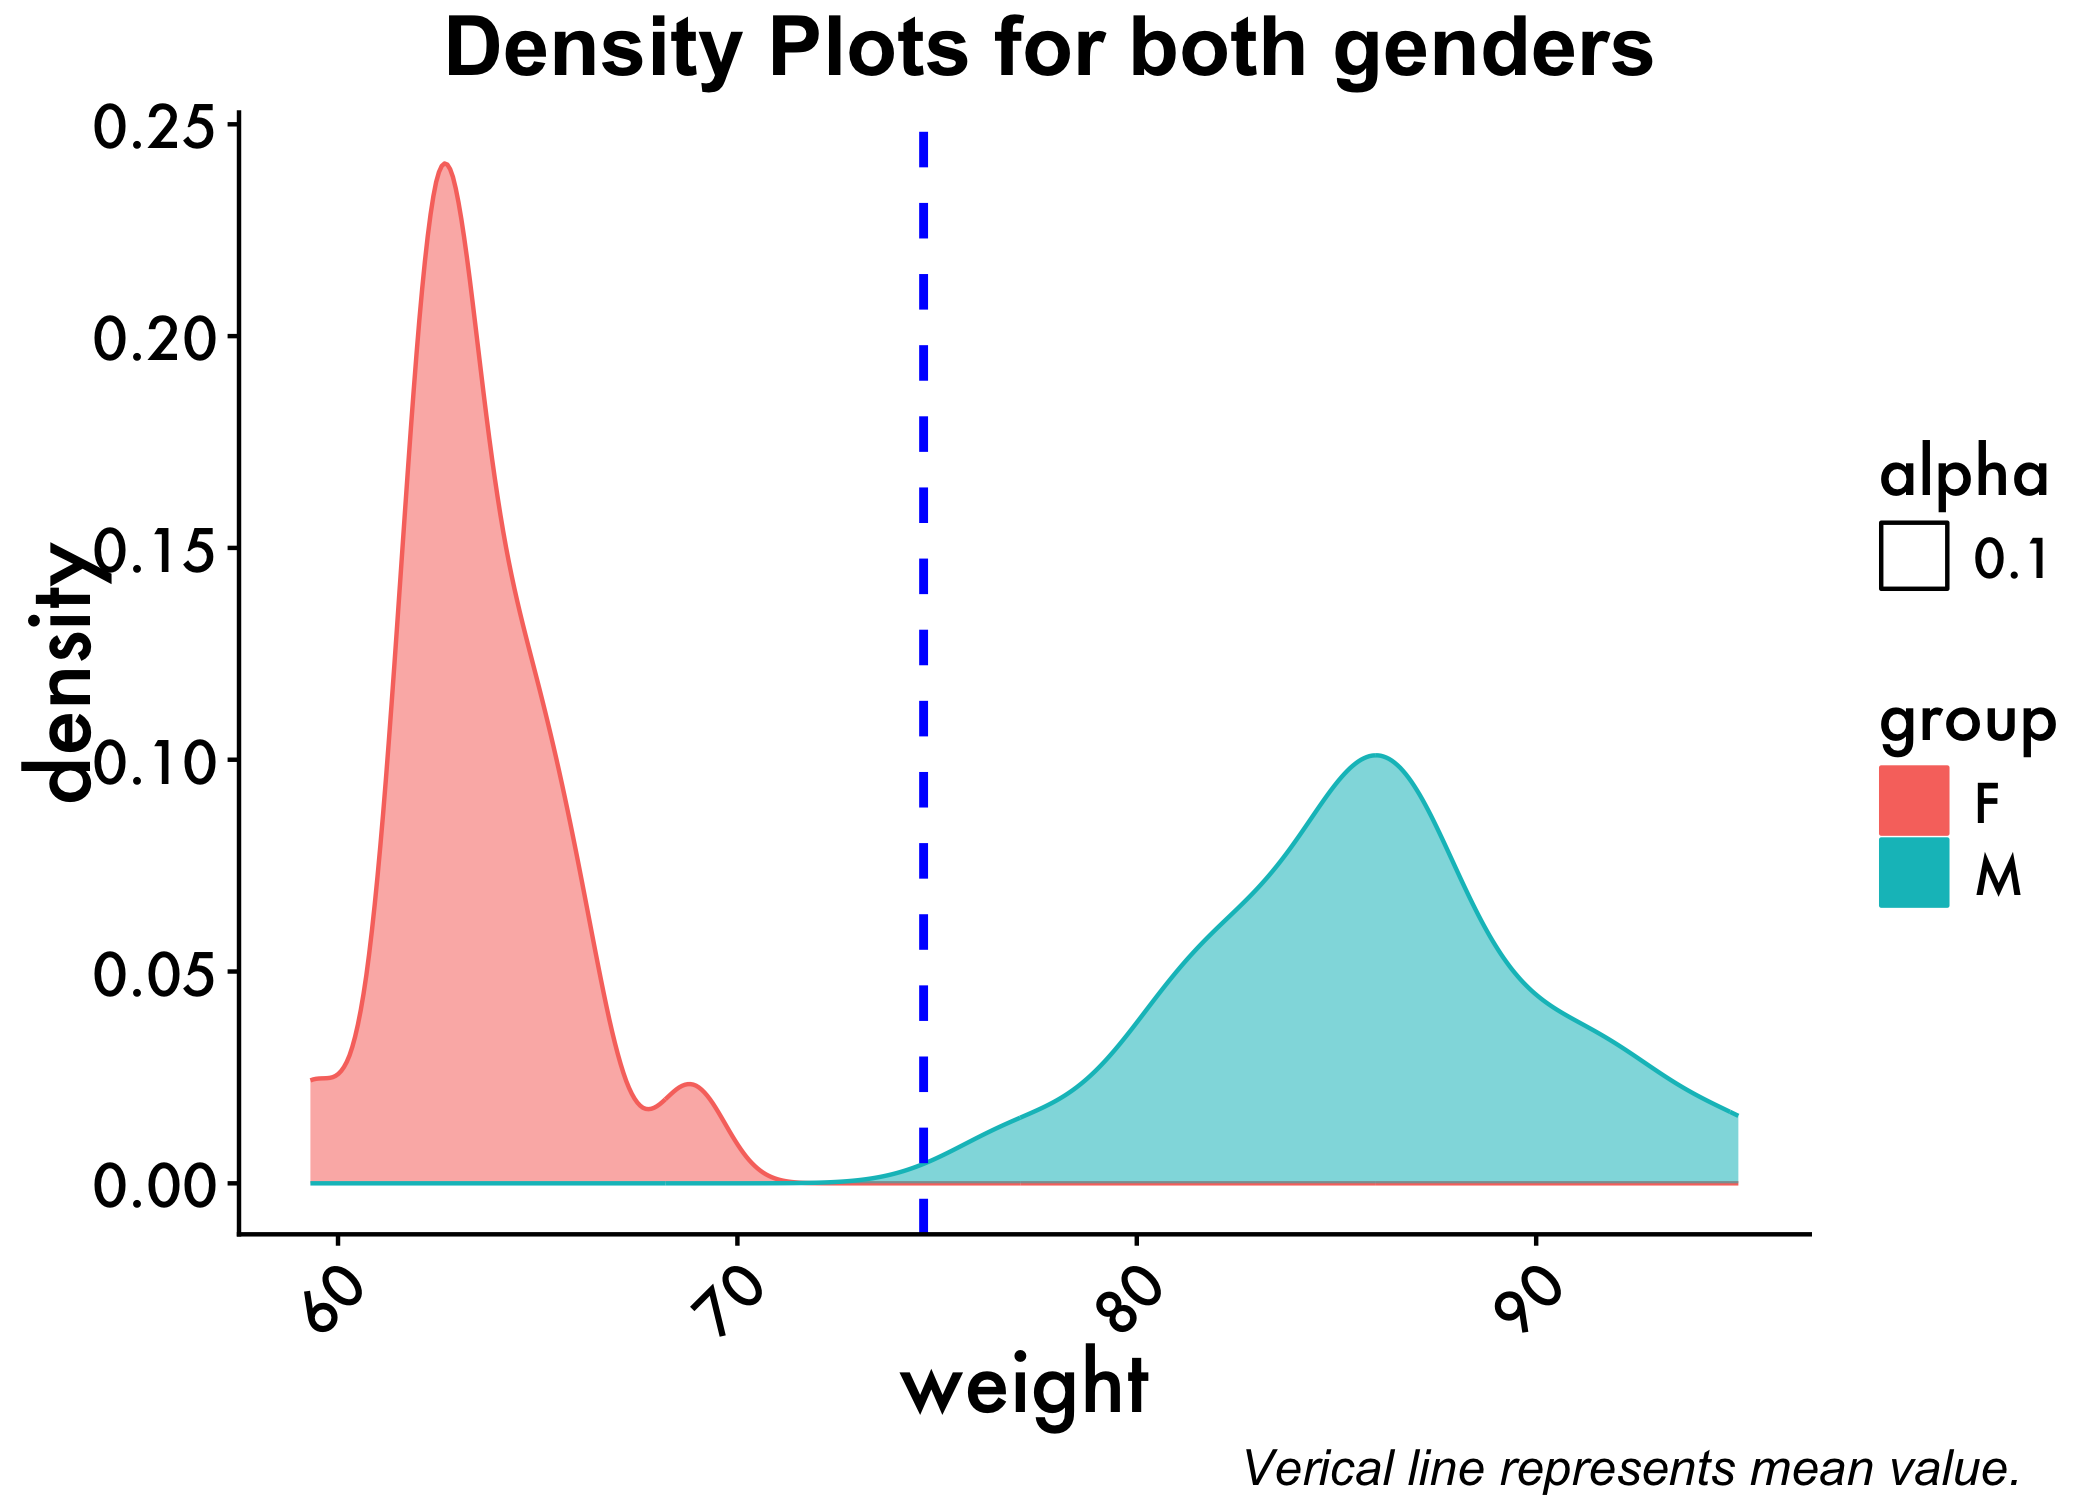 Density Plots for both genders
0.25
0.20
0.15
0.10
0.05
0.00
density
60
70
80
90
weight
alpha
0.1
group
F
M
Verical line represents mean value.